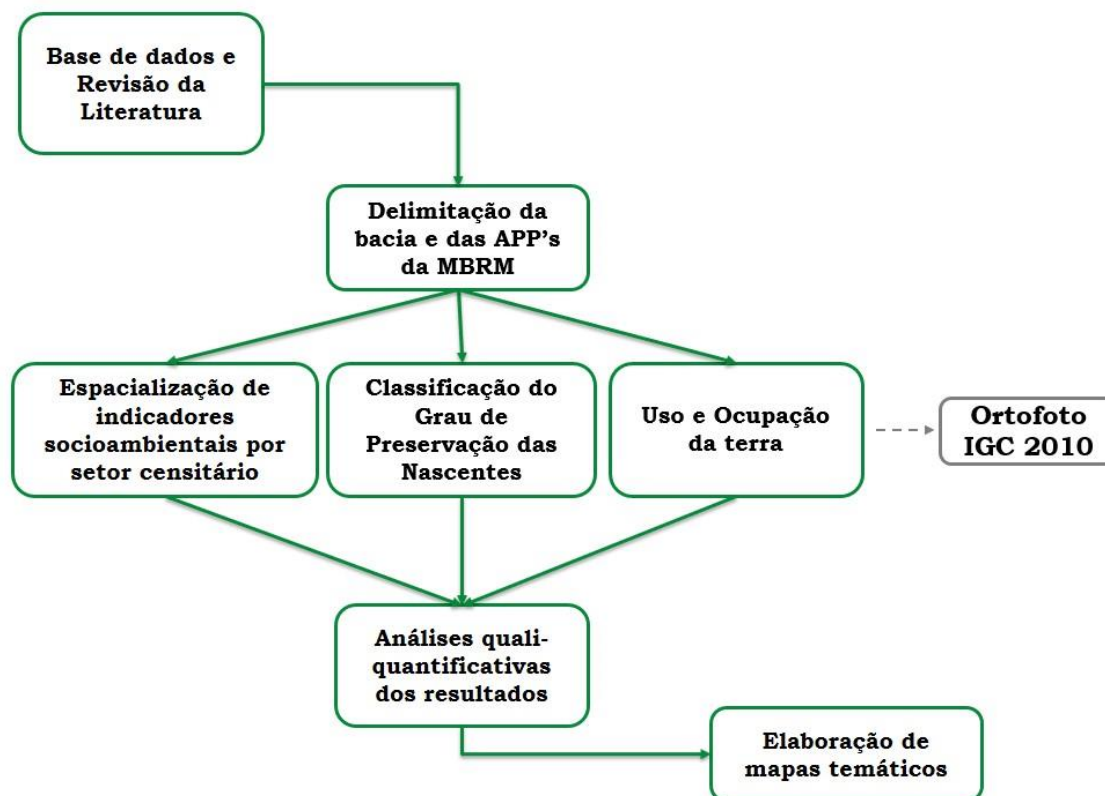 Base de dados e
Revisão da
Literatura
Delimitação da
bacia e das APP's
da MBRM
Espacialização de
indicadores
socioambientais por
setor censitário
Classificação do
Grau de
Preservação das
Nascentes
Uso e Ocupação
da terra
Ortofoto
IGC 2010
Análises quali-
quantificativas
dos resultados
Elaboração de
mapas temáticos